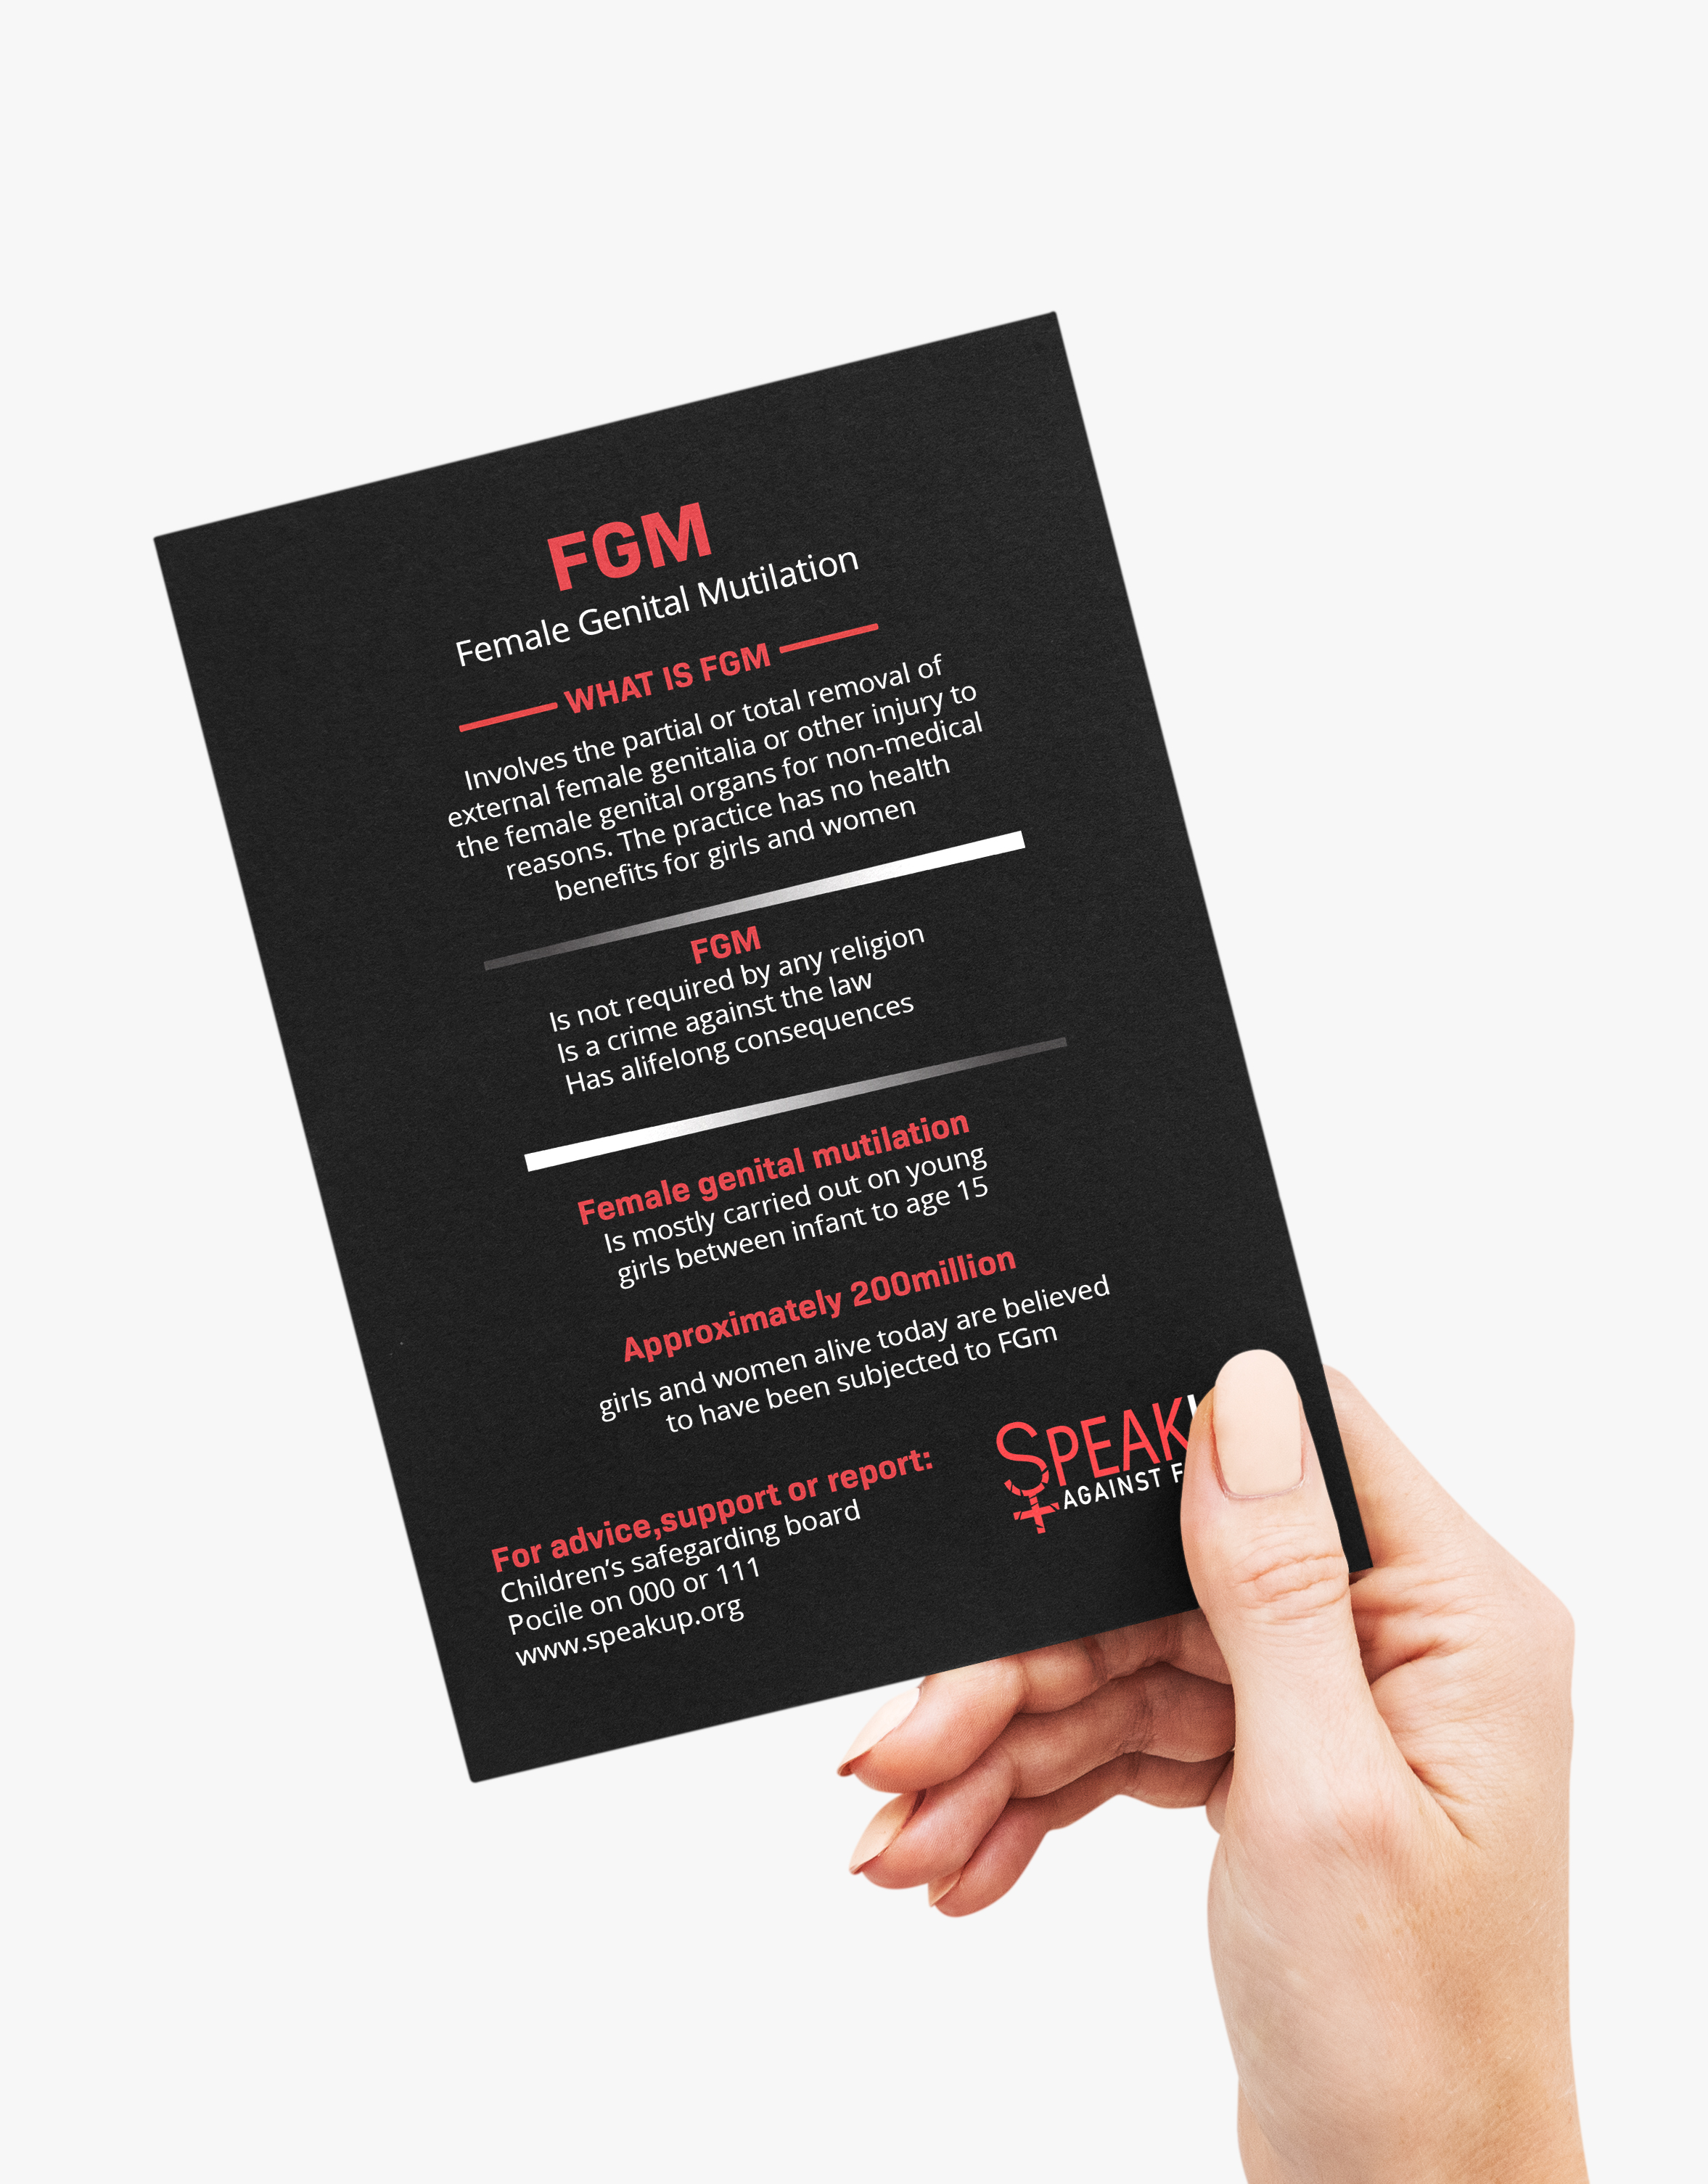 FGM
Female Genital Mutilation
WHAT IS FGM
Involves the partial or total removal of
external female genitalia or other injury to
the female genital organs for non-medical
reasons. The practice has no health
benefits for girls and women
FGM
Is not required by any religion
Is a crime against the law
Has alifelong consequences
Female genital mutilation
Is mostly carried out on young
girls between infant to age 15
Approximately 200million
girls and women alive today are believed
to have been subjected to FGm
For advice,support or report:
Children's safegarding board
Pocile on 000 or 111
www.speakup.org
SPEAK
AGAINST